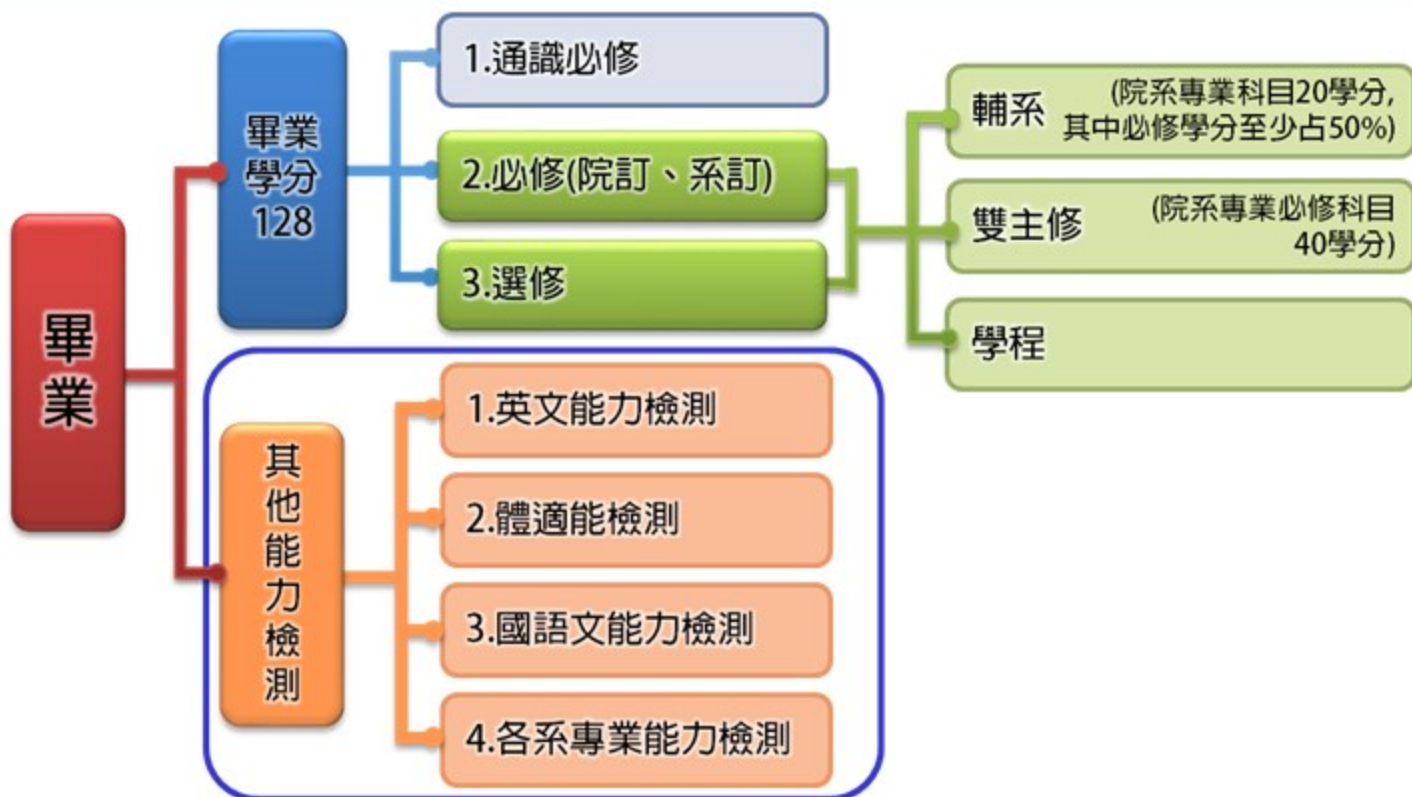 畢業
畢業
學分
128
1.通識必修
2.必修(院訂、系訂)
3.選修
輔系
(院系專業科目20學分,
其中必修學分至少占50%)
雙主修
(院系專業必修科目
40學分)
學程
其他能力檢測
1.英文能力檢測
2.體適能檢測
3.國語文能力檢測
4.各系專業能力檢測